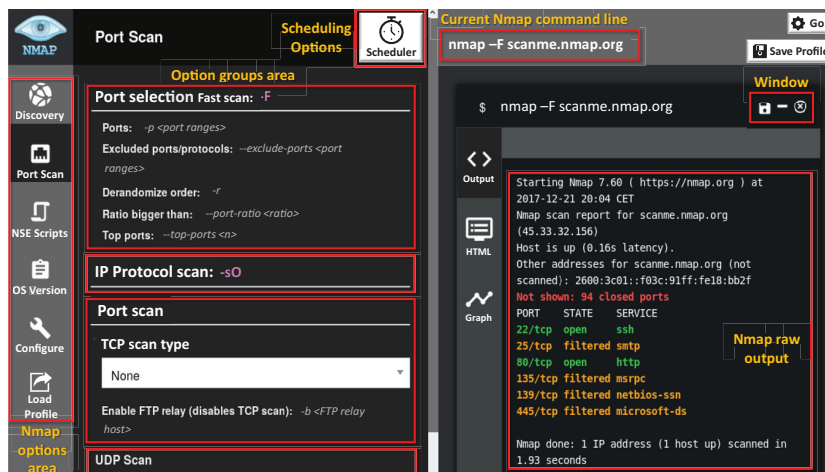 NMAP
Port Scan
Scheduling
Options
Scheduler
Option groups area
Discovery
Port Scan
NSE Scripts
OS Version
Configure
Load
Profile
Nmap
options
area
Port selection Fast scan: -F
Ports: -p <port ranges>
Excluded ports/protocols: --exclude-ports <port
ranges>
Derandomize order: -r
Ratio bigger than: --port-ratio <ratio>
Top ports: --top-ports <n>
IP Protocol scan: -sO
Port scan
TCP scan type
None
Enable FTP relay (disables TCP scan): -b <FTP relay
host>
UDP Scan
Current Nmap command line
nmap –F scanme.nmap.org
Go
Save Profile
Window
$ nmap –F scanme.nmap.org
Output
HTML
Graph
Starting Nmap 7.60 ( https://nmap.org ) at
2017-12-21 20:04 CET
Nmap scan report for scanme.nmap.org
(45.33.32.156)
Host is up (0.16s latency).
Other addresses for scanme.nmap.org (not
scanned): 2600:3c01::f03c:91ff:fe18:bb2f
Not shown: 94 closed ports
PORT STATE SERVICE
22/tcp open ssh
25/tcp filtered smtp
80/tcp open http
135/tcp filtered msrpc
139/tcp filtered netbios-ssn
445/tcp filtered microsoft-ds
Nmap done: 1 IP address (1 host up) scanned in
1.93 seconds
Nmap raw
output